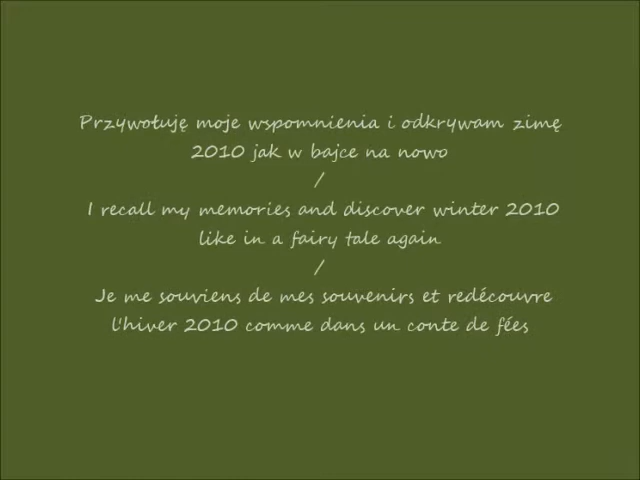 Przywołuję moje wspomnienia i odkrywam zimę
2010 jak w bajce na nowo
/
I recall my memories and discover winter 2010
like in a fairy tale again
/
Je me souviens de mes souvenirs et redécouvre
l'hiver 2010 comme dans un conte de fées